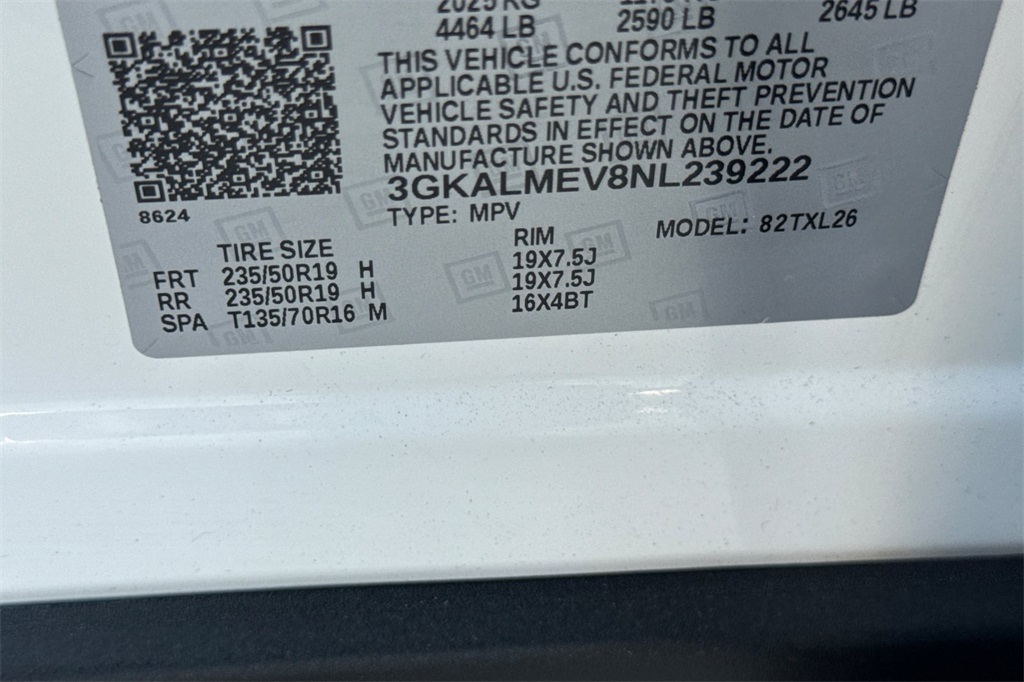 4464 LB 2590 LB 2645 LB
THIS VEHICLE CONFORMS TO ALL
APPLICABLE U.S. FEDERAL MOTOR
VEHICLE SAFETY AND THEFT PREVENTION
STANDARDS IN EFFECT ON THE DATE OF
MANUFACTURE SHOWN ABOVE.
3GKALMEV8NL239222
8624
TYPE: MPV MODEL: 82TXL26
TIRE SIZE RIM
FRT 235/50R19 H 19X7.5J
RR 235/50R19 H 19X7.5J
SPA T135/70R16 M 16X4BT
GM